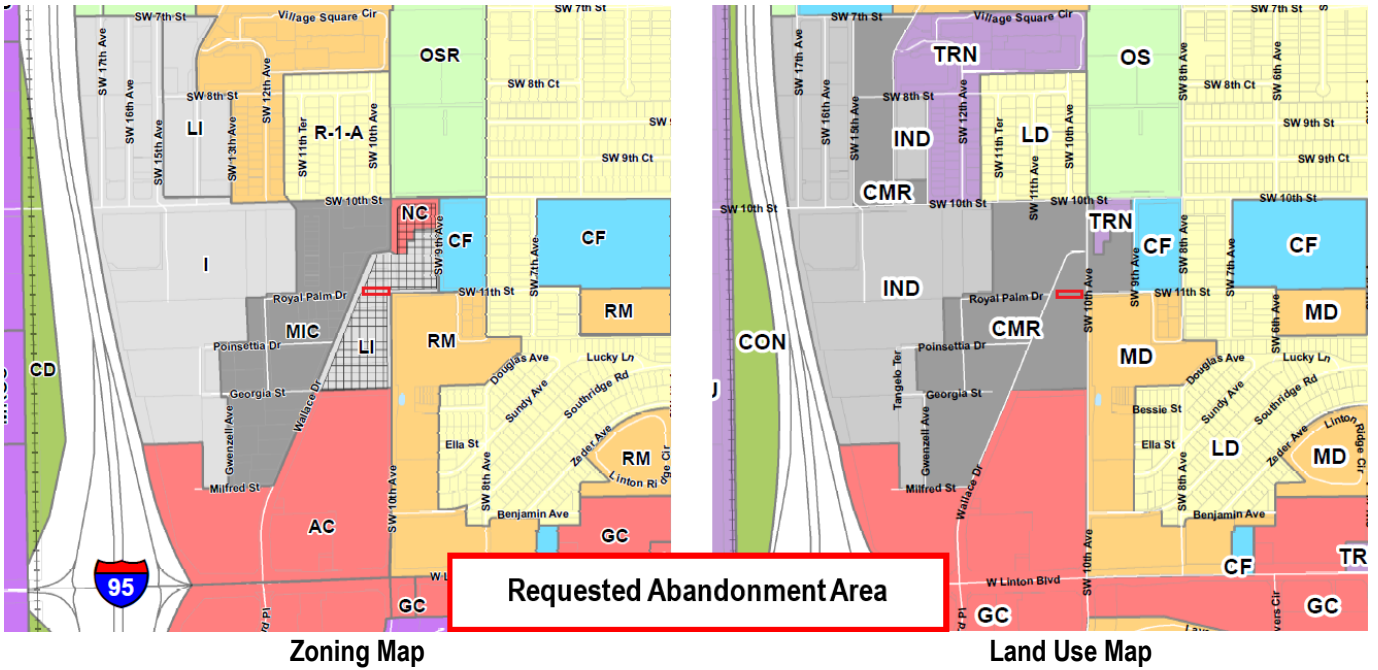 SW 7th St
Village Square Cir
SW 7th St
SW 17th Ave
SW 16th Ave
SW 15th Ave
SW 8th St
LI
SW 13th Ave
SW 12th Ave
SW 11th Ter
R-1-A
SW 10th Ave
OSR
SW 8th Ct
SW 9th Ct
SW 10th St
NC
SW 9th Ave
CF
SW 7th Ave
CF
I
Royal Palm Dr
SW 11th St
RM
MIC
LI
RM
Poinsettia Dr
CD
Georgia St
Wallace Dr
Gwenzell Ave
Douglas Ave
Lucky Ln
Sundy Ave
Southridge Rd
Ella St
Zeder Ave
RM
SW 8th Ave
SW 10th Ave
Milfred St
Benjamin Ave
AC
GC
95
GC
Zoning Map
SW 7th St
Village Square Cir
SW 7th St
TRN
OS
SW 17th Ave
SW 16th Ave
SW 15th Ave
SW 8th St
IND
SW 12th Ave
SW 11th Ter
LD
SW 11th Ave
SW 10th Ave
SW 8th Ave
SW 6th Ave
SW 8th Ct
SW 9th St
SW 9th Ct
CMR
SW 10th St
SW 10th St
SW 10th St
SW 10th St
TRN
CF
SW 9th Ave
SW 8th Ave
SW 7th Ave
CF
IND
Royal Palm Dr
CMR
SW 10th Ave
SW 11th St
SW 6th Ave
MD
CON
Poinsettia Dr
Tangelo Ter
MD
Georgia St
Gwenzell Ave
Douglas Ave
Lucky Ln
Sundy Ave
Southridge Rd
Bessie St
Ella St
LD
Zeder Ave
Linton Ridge Cir
MD
SW 8th Ave
Milfred St
Wallace Dr
Benjamin Ave
SW 10th Ave
CF
W Linton Blvd
GC
GC
Land Use Map
Requested Abandonment Area